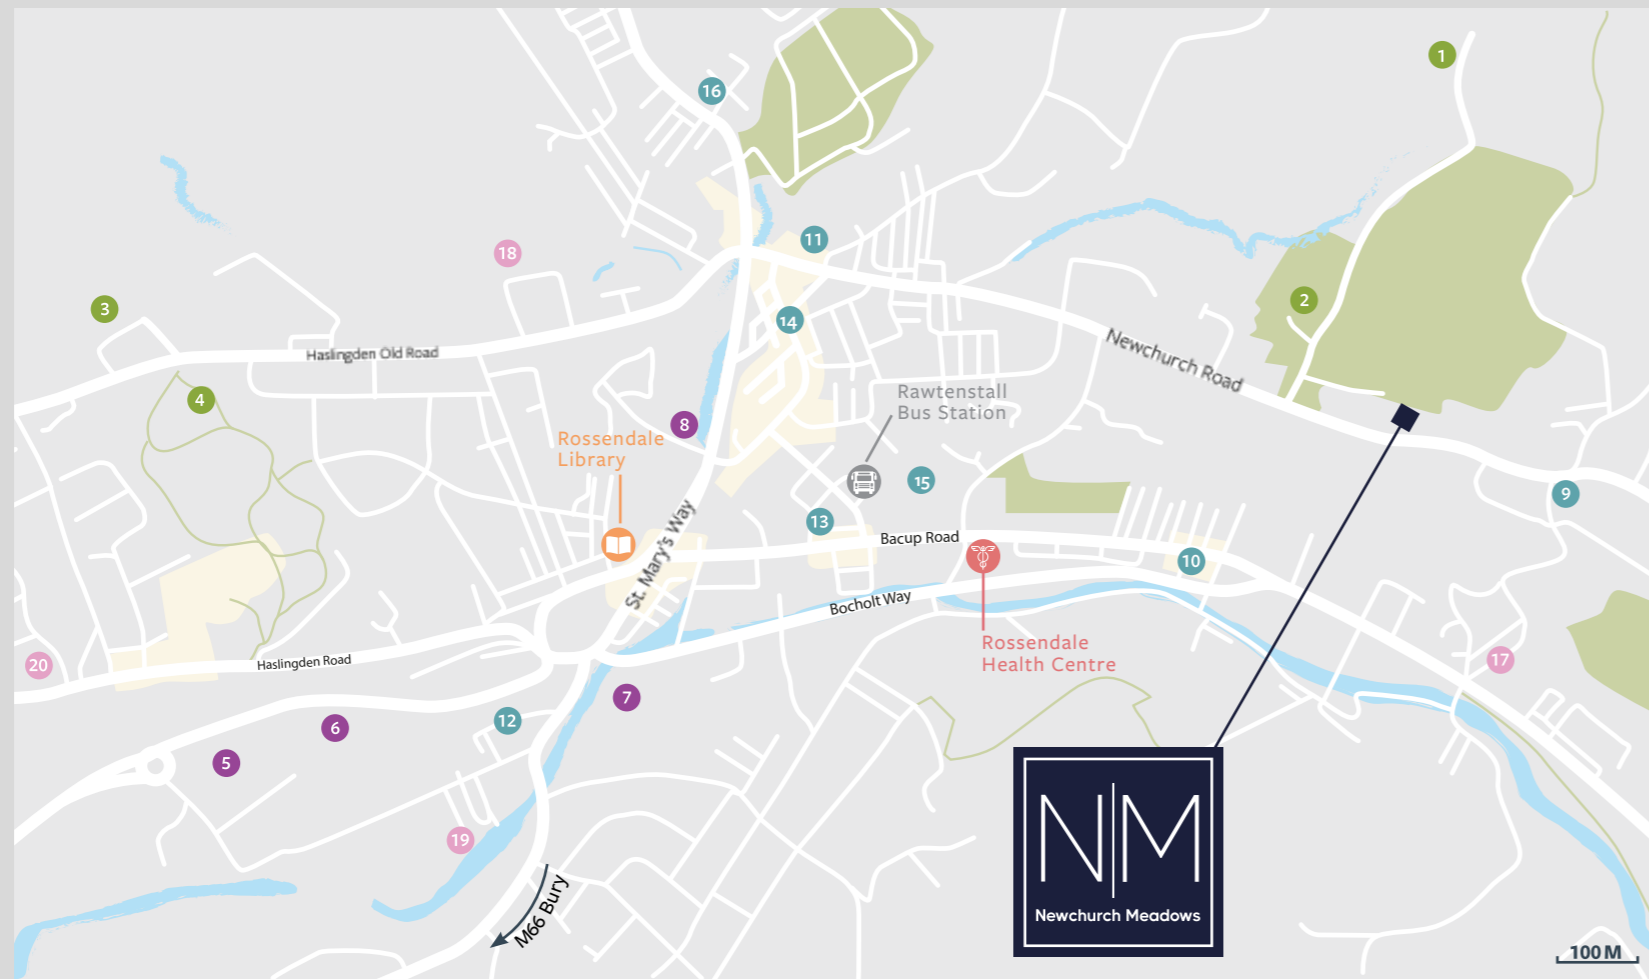 1
16
11
18
2
3
14
Haslingden Old Road
Newchurch Road
4
Rawtenstall
Bus Station
8
Rossendale
Library
15
9
13
St. Mary's Way
Bacup Road
10
Bocholt Way
Rossendale
Health Centre
Haslingden Road
20
17
7
12
6
5
19
M66 Bury
N|M
Newchurch Meadows
100 M